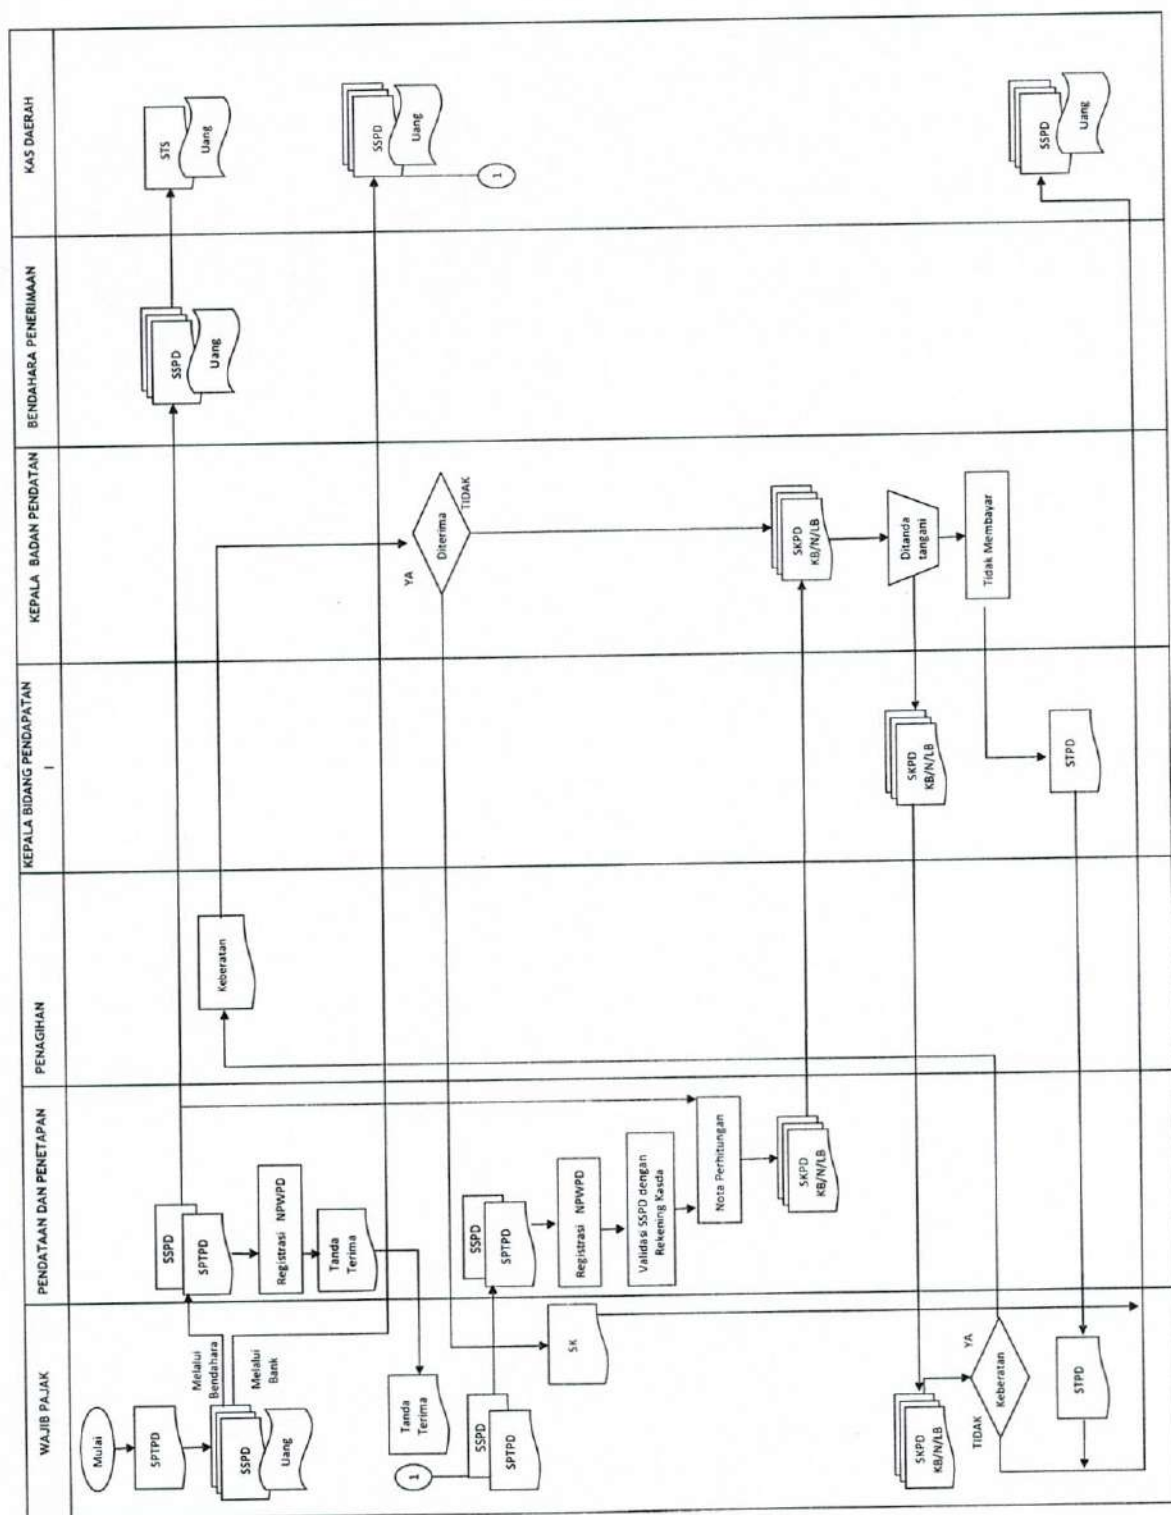 WAJIB PAJAK
PENDATAAN DAN PENETAPAN
PENAGIHAN
KEPALA BIDANG PENDAPATAN
I
KEPALA BADAN PENDATAN
BENDAHARA PENERIMAAN
KAS DAERAH
Mulai
SPTPD
SSPD
Uang
Melalui
Bendahara
Melalui
Bank
Tanda
Terima
1
SSPD
SPTPD
SK
SKPD
KB/N/LB
Keberatan
YA
TIDAK
STPD
SSPD
SPTPD
Registrasi NPWPD
Tanda
Terima
SSPD
SPTPD
Registrasi NPWPD
Validasi SSPD dengan
Rekening Kasda
Nota Perhitungan
SKPD
KB/N/LB
Keberatan
SKPD
KB/N/LB
STPD
Diterima
YA
TIDAK
SKPD
KB/N/LB
Ditanda
tangani
Tidak Membayar
SSPD
Uang
STS
Uang
SSPD
Uang
1
SSPD
Uang